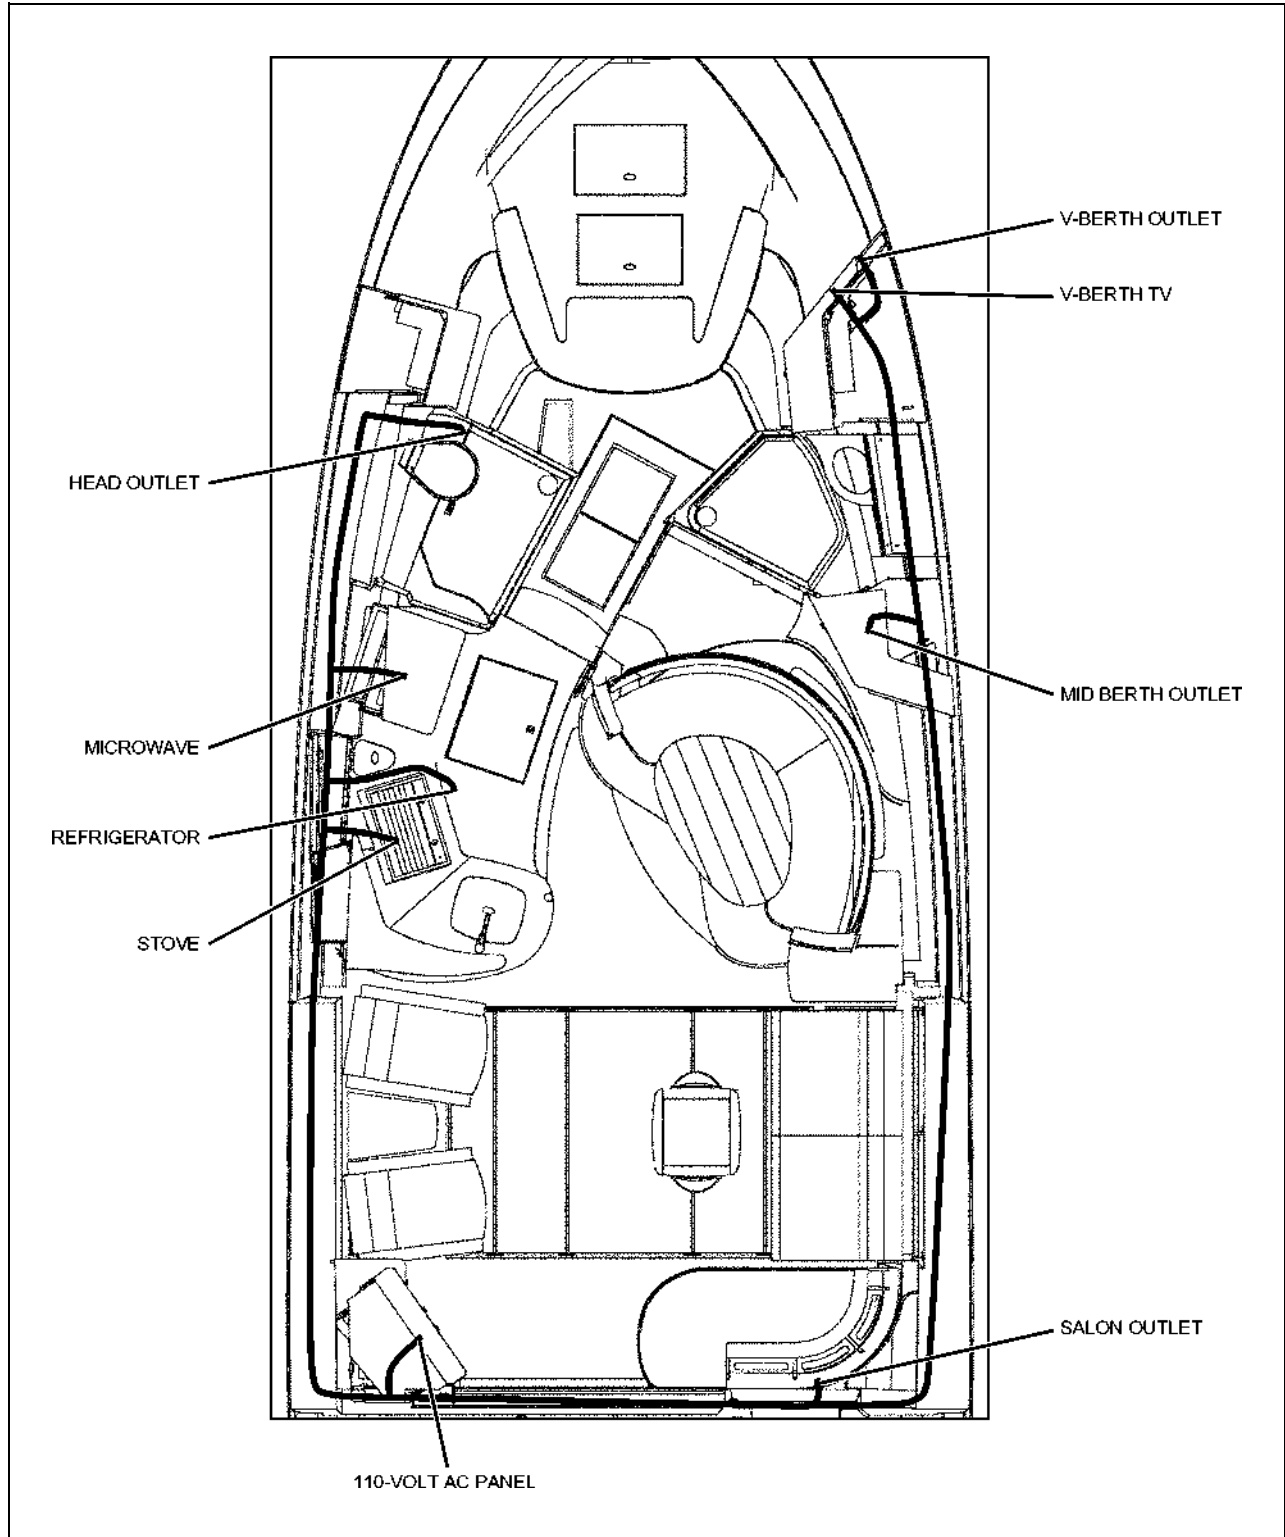 V-BERTH OUTLET
V-BERTH TV
HEAD OUTLET
MID BERTH OUTLET
MICROWAVE
REFRIGERATOR
STOVE
SALON OUTLET
110-VOLT AC PANEL